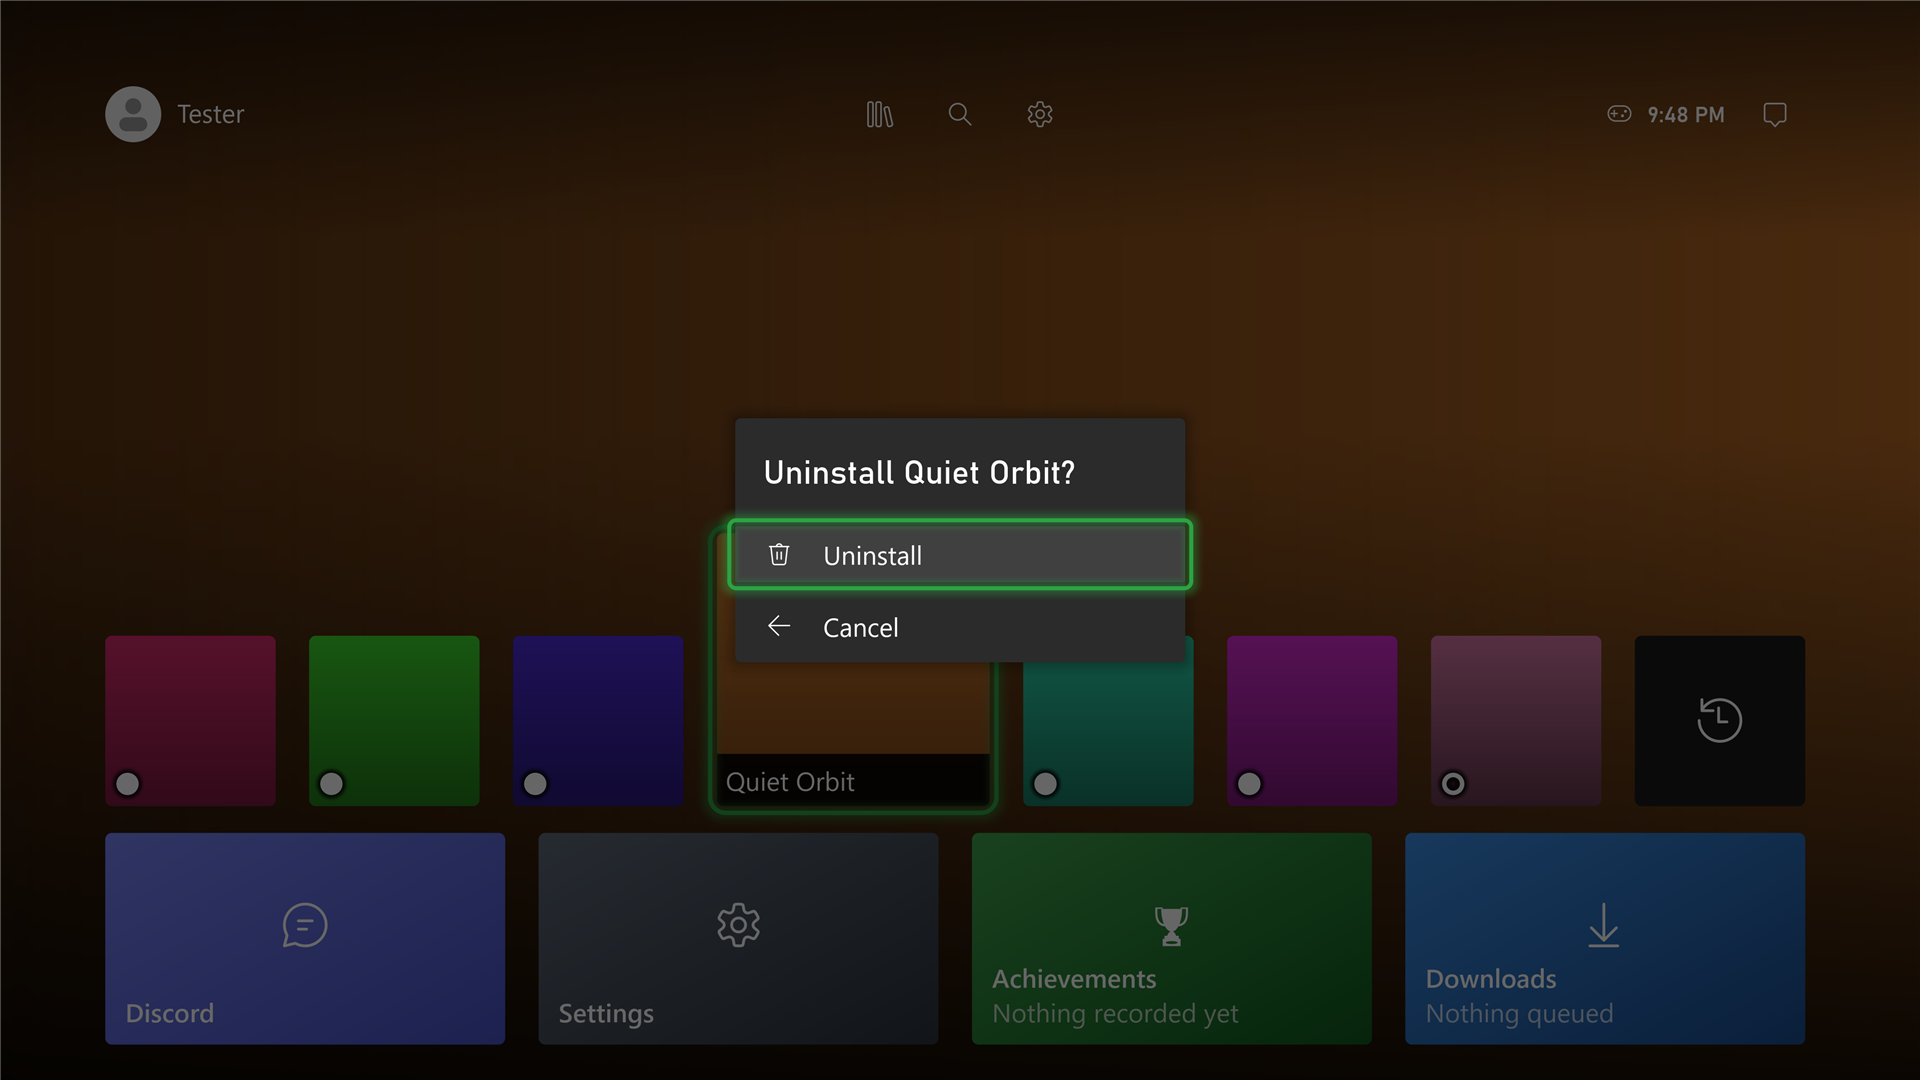 Tester
9:48 PM
Uninstall Quiet Orbit?
Uninstall
Cancel
Quiet Orbit
Discord
Settings
Achievements
Nothing recorded yet
Downloads
Nothing queued